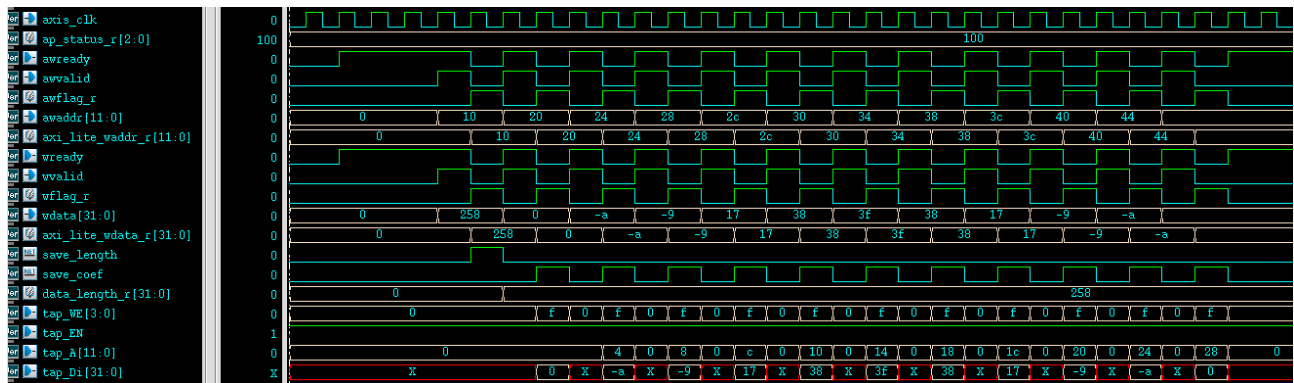 axis_clk 0
ap_status_r[2:0] 100 100
awready 0
awvalid 0
awflag_r 0
awaddr[11:0] 0 0 10 20 24 28 2c 30 34 38 3c 40 44
axi_lite_waddr_r[11:0] 0 0 10 20 24 28 2c 30 34 38 3c 40 44
wready 0
wvalid 0
wflag_r 0
wdata[31:0] 0 0 258 0 -a -9 17 38 3f 38 17 -9 -a
axi_lite_wdata_r[31:0] 0 0 258 0 -a -9 17 38 3f 38 17 -9 -a
save_length 0
save_coef 0
data_length_r[31:0] 0 0 258
tap_WE[3:0] 0 0 f 0 f 0 f 0 f 0 f 0 f 0 f 0 f 0 f 0 f 0 f
tap_EN 1
tap_A[11:0] 0 0 4 0 8 0 c 0 10 0 14 0 18 0 1c 0 20 0 24 0 28 0
tap_Di[31:0] X X 0 X -a X -9 X 17 X 38 X 3f X 38 X 17 X -9 X -a X 0